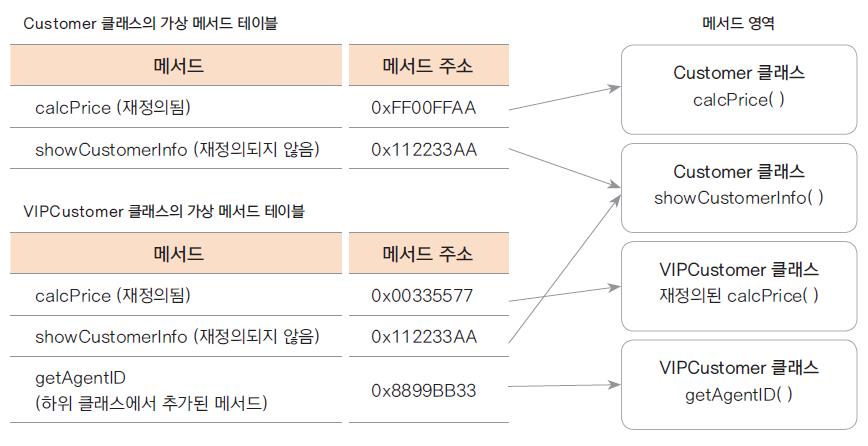 Customer 클래스의 가상 메서드 테이블
메서드 메서드 주소
calcPrice (재정의됨) 0xFF00FFAA
showCustomerInfo (재정의되지 않음) 0x112233AA
VIPCustomer 클래스의 가상 메서드 테이블
메서드 메서드 주소
calcPrice (재정의됨) 0x00335577
showCustomerInfo (재정의되지 않음) 0x112233AA
getAgentID
(하위 클래스에서 추가된 메서드) 0x8899BB33
메서드 영역
Customer 클래스
calcPrice( )
Customer 클래스
showCustomerInfo( )
VIPCustomer 클래스
재정의된 calcPrice( )
VIPCustomer 클래스
getAgentID( )